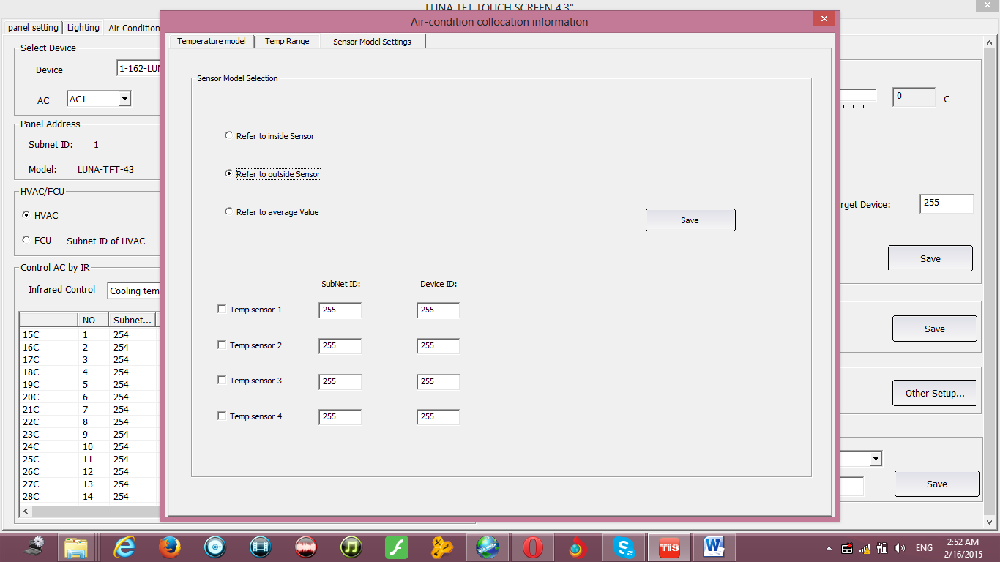 LUNA TFT TOUCH SCREEN 4.3"
Air-condition collocation information
panel setting Lighting Air Condition
Temperature model Temp Range Sensor Model Settings
Select Device
Device 1-162-LUN
AC AC1
Panel Address
Subnet ID: 1
Model: LUNA-TFT-43
HVAC/FCU
HVAC
FCU Subnet ID of HVAC
Control AC by IR
Infrared Control Cooling tem
NO Subnet...
15C 1 254
16C 2 254
17C 3 254
18C 4 254
19C 5 254
20C 6 254
21C 7 254
22C 8 254
23C 9 254
24C 10 254
25C 11 254
26C 12 254
27C 13 254
28C 14 254
Sensor Model Selection
Refer to inside Sensor
Refer to outside Sensor
Refer to average Value
Save
SubNet ID: Device ID:
Temp sensor 1 255 255
Temp sensor 2 255 255
Temp sensor 3 255 255
Temp sensor 4 255 255
0 C
rget Device: 255
Save
Save
Other Setup...
Save
TIS
ENG
2:52 AM
2/16/2015